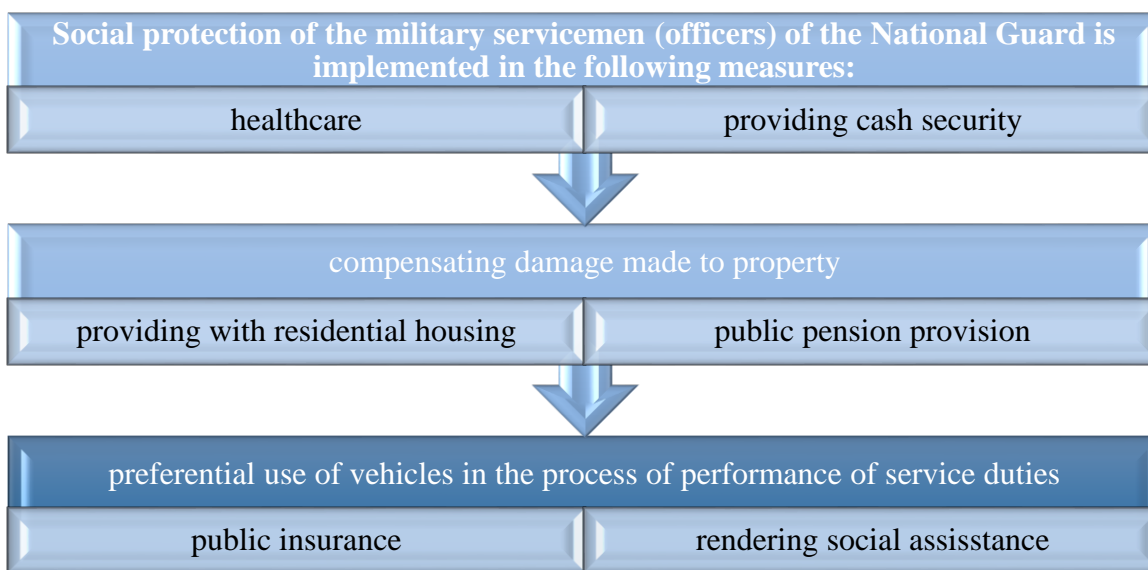 Social protection of the military servicemen (officers) of the National Guard is
implemented in the following measures:
healthcare
providing cash security
compensating damage made to property
providing with residential housing
public pension provision
preferential use of vehicles in the process of performance of service duties
public insurance
rendering social assisstance